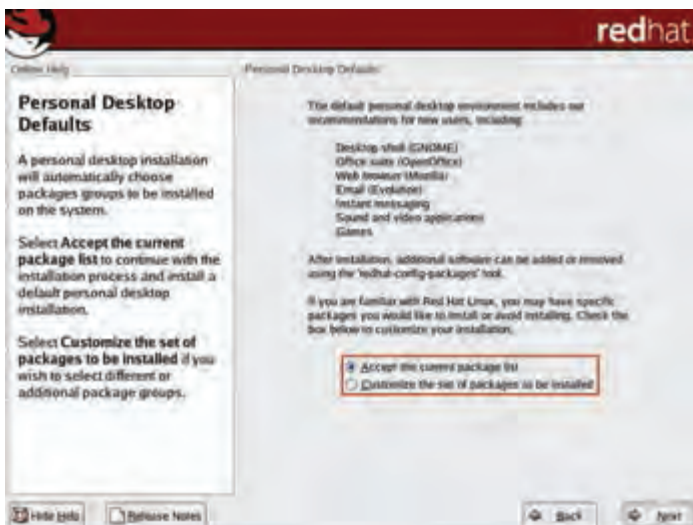 redhat
Online Help
Personal Desktop Defaults
Personal Desktop
Defaults
A personal desktop installation
will automatically choose
packages groups to be installed
on the system.
Select Accept the current
package list to continue with the
installation process and install a
default personal desktop
installation.
Select Customize the set of
packages to be installed if you
wish to select different or
additional package groups.
The default personal desktop environment includes our
recommendations for new users, including:
Desktop shell (GNOME)
Office suite (OpenOffice)
Web browser (Mozilla)
Email (Evolution)
Instant messaging
Sound and video applications
Games
After installation, additional software can be added or removed
using the 'redhat-config-packages' tool.
If you are familiar with Red Hat Linux, you may have specific
packages you would like to install or avoid installing. Check the
box below to customize your installation.
Accept the current package list
Customize the set of packages to be installed
Hide Help
Release Notes
Back
Next